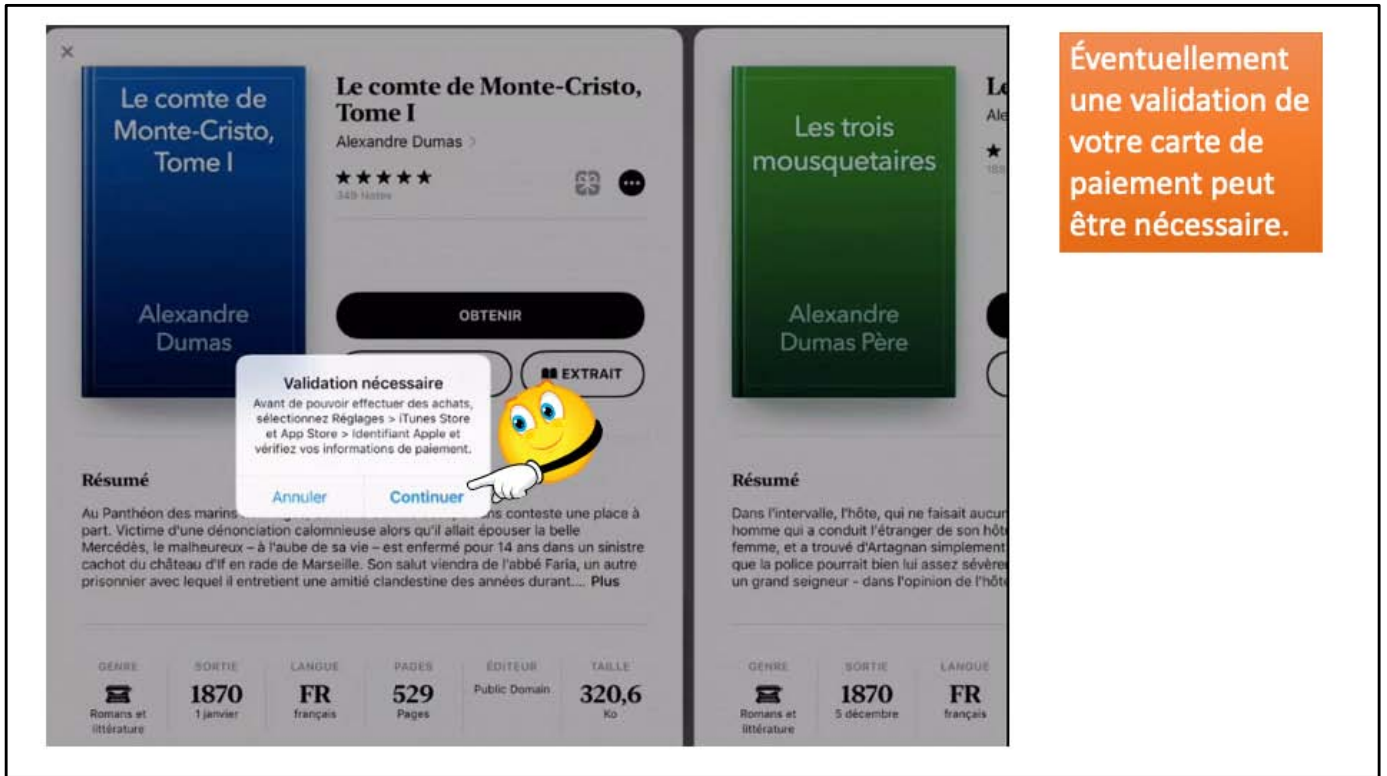 ×
Le comte de
Monte-Cristo,
Tome I
Alexandre
Dumas
Le comte de Monte-Cristo,
Tome I
Alexandre Dumas >
★★★★★
349 Notes
OBTENIR
EXTRAIT
Validation nécessaire
Avant de pouvoir effectuer des achats,
sélectionnez Réglages > iTunes Store
et App Store > Identifiant Apple et
vérifiez vos informations de paiement.
Annuler
Continuer
Résumé
Au Panthéon des marins
conteste une place à
part. Victime d'une dénonciation calomnieuse alors qu'il allait épouser la belle
Mercédès, le malheureux – à l'aube de sa vie – est enfermé pour 14 ans dans un sinistre
cachot du château d'If en rade de Marseille. Son salut viendra de l'abbé Faria, un autre
prisonnier avec lequel il entretient une amitié clandestine des années durant.... Plus
GENRE
Romans et
littérature
SORTIE
1870
1 janvier
LANGUE
FR
français
PAGES
529
Pages
ÉDITEUR
Public Domain
TAILLE
320,6
Ko
Les trois
mousquetaires
Alexandre
Dumas Père
Le
Ale
★
Résumé
Dans l'intervalle, l'hôte, qui ne faisait aucun
homme qui a conduit l'étranger de son hôte
femme, et a trouvé d'Artagnan simplement
que la police pourrait bien lui assez sévère
un grand seigneur - dans l'opinion de l'hôte
GENRE
Romans et
littérature
SORTIE
1870
5 décembre
LANGUE
FR
français
Éventuellement
une validation de
votre carte de
paiement peut
être nécessaire.